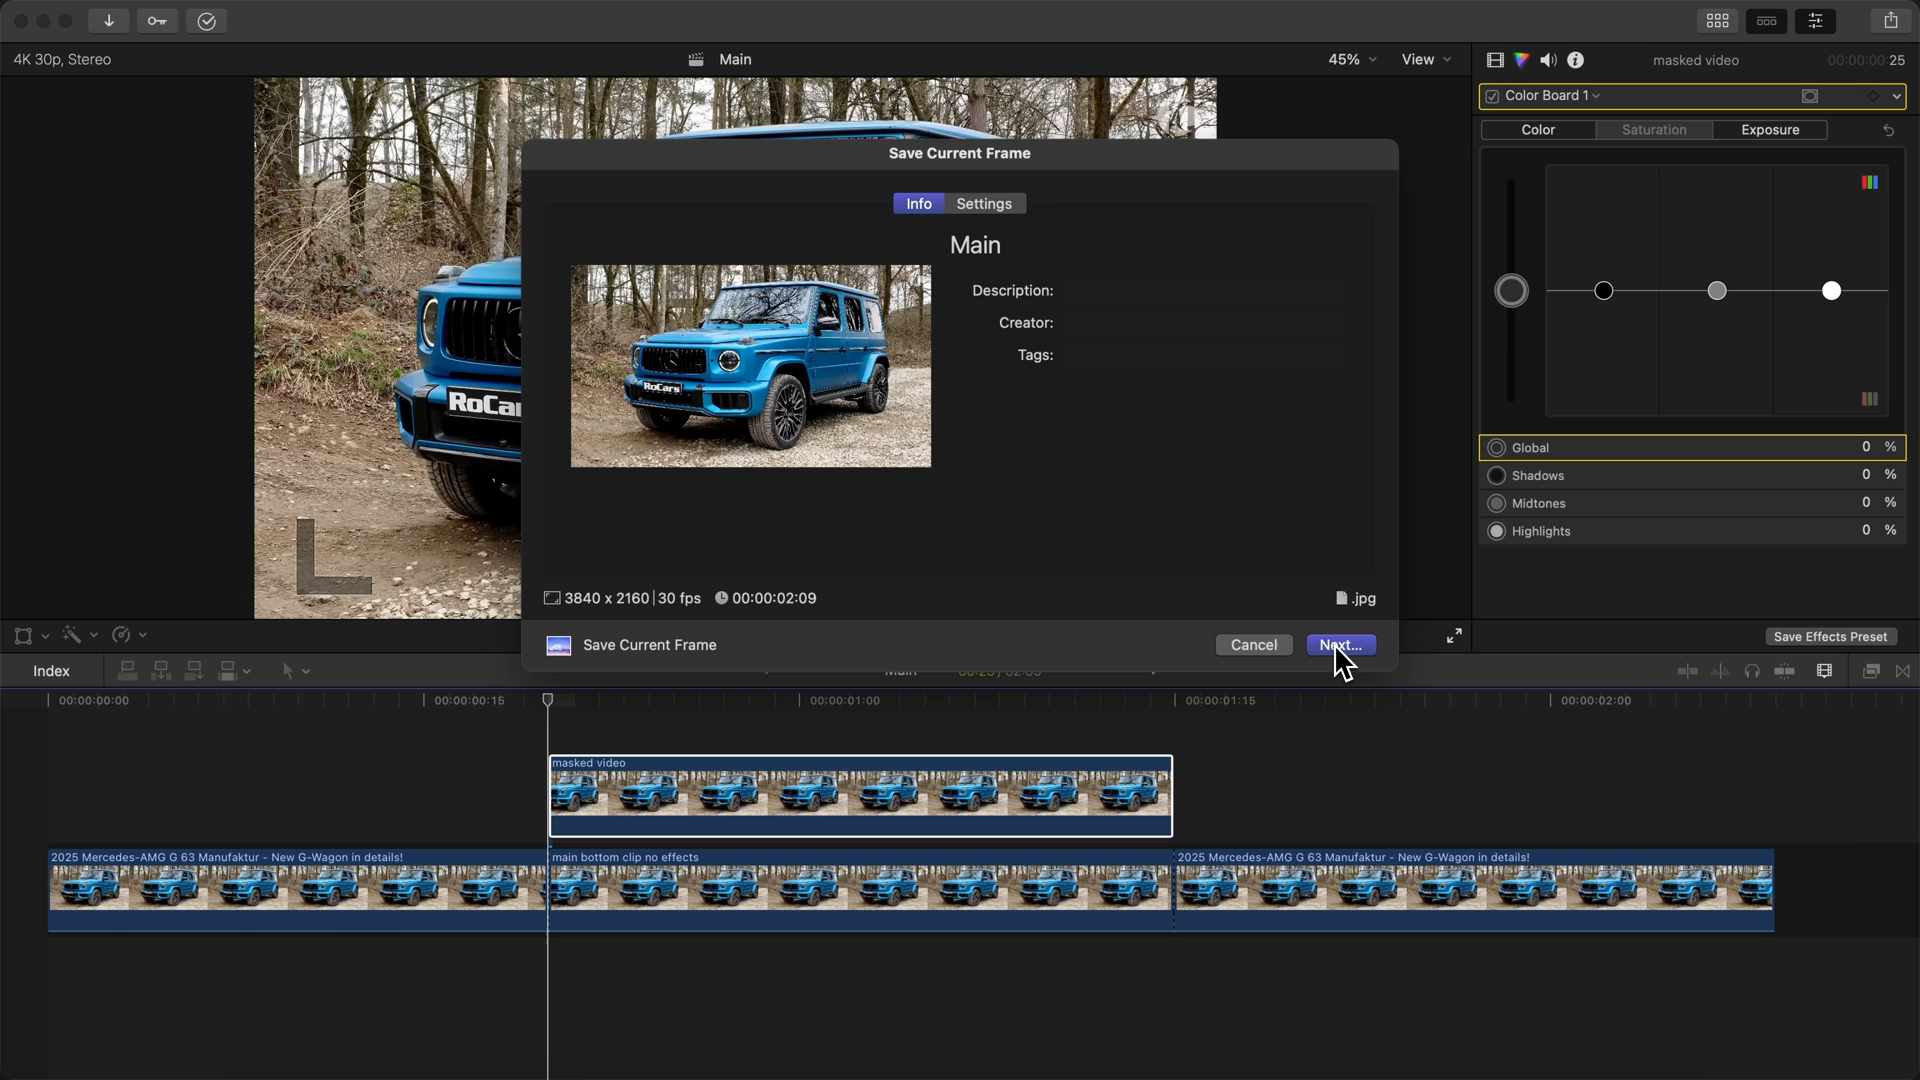 4K 30p, Stereo
Main
45%
View
masked video
00:00:00:25
Color Board 1
Color
Saturation
Exposure
Save Current Frame
Info
Settings
Main
Description:
Creator:
Tags:
RoCars
RoCa
Global 0 %
Shadows 0 %
Midtones 0 %
Highlights 0 %
3840 x 2160 | 30 fps
00:00:02:09
.jpg
Save Current Frame
Cancel
Next...
Save Effects Preset
Index
Main
00:00:00:00
00:00:00:15
00:00:01:00
00:00:01:15
00:00:02:00
masked video
2025 Mercedes-AMG G 63 Manufaktur - New G-Wagon in details!
main bottom clip no effects
2025 Mercedes-AMG G 63 Manufaktur - New G-Wagon in details!